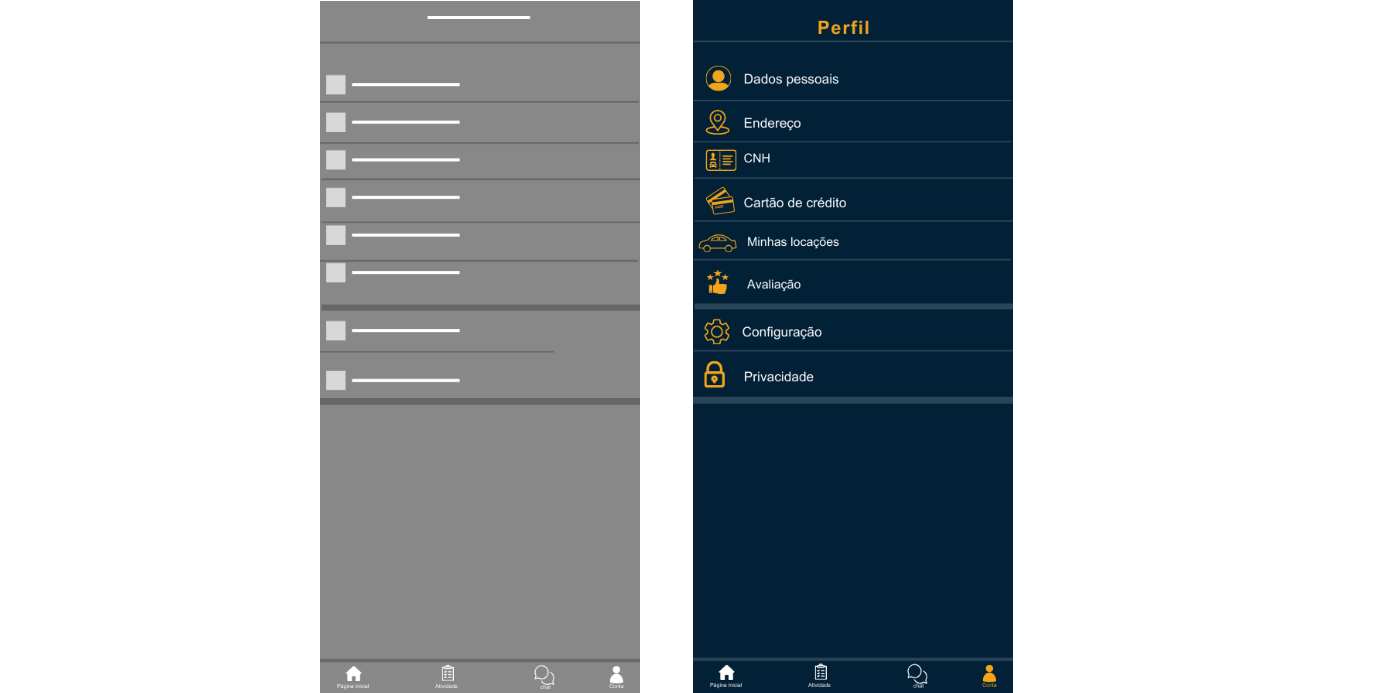 Página inicial
Atividade
chat
Conta
Perfil
Dados pessoais
Endereço
CNH
Cartão de crédito
Minhas locações
Avaliação
Configuração
Privacidade
Página inicial
Atividade
chat
Conta